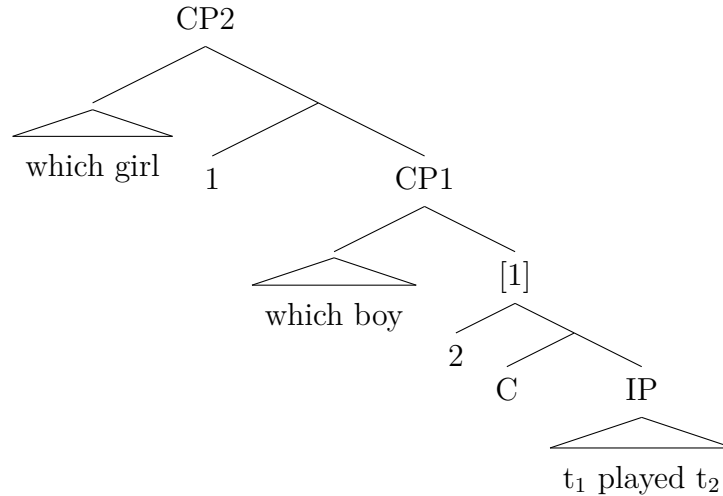 CP2
which girl
1
CP1
which boy
[1]
2
C
IP
t₁ played t₂